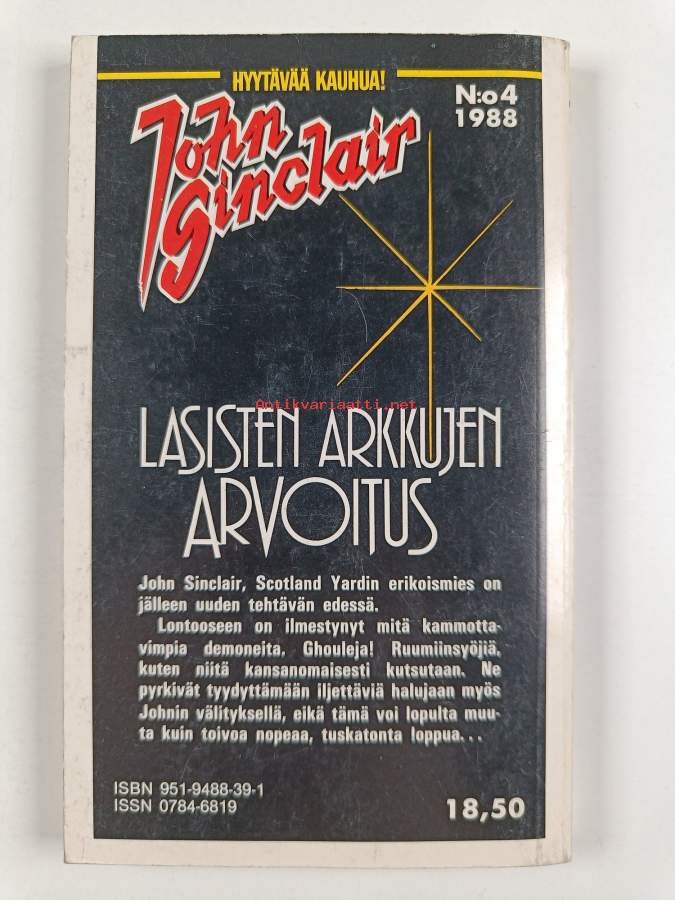 HYYTÄVÄÄ KAUHUA!
N:o 4
1988
John
Sinclair
Antikvariaatti.net
LASISTEN ARKKUJEN
ARVOITUS
John Sinclair, Scotland Yardin erikoismies on
jälleen uuden tehtävän edessä.
Lontooseen on ilmestynyt mitä kammotta-
vimpia demoneita. Ghouleja! Ruumiinsyöjiä,
kuten niitä kansanomaisesti kutsutaan. Ne
pyrkivät tyydyttämään iljettäviä halujaan myös
Johnin välityksellä, eikä tämä voi lopulta muu-
ta kuin toivoa nopeaa, tuskatonta loppua...
ISBN 951-9488-39-1
ISSN 0784-6819
18,50